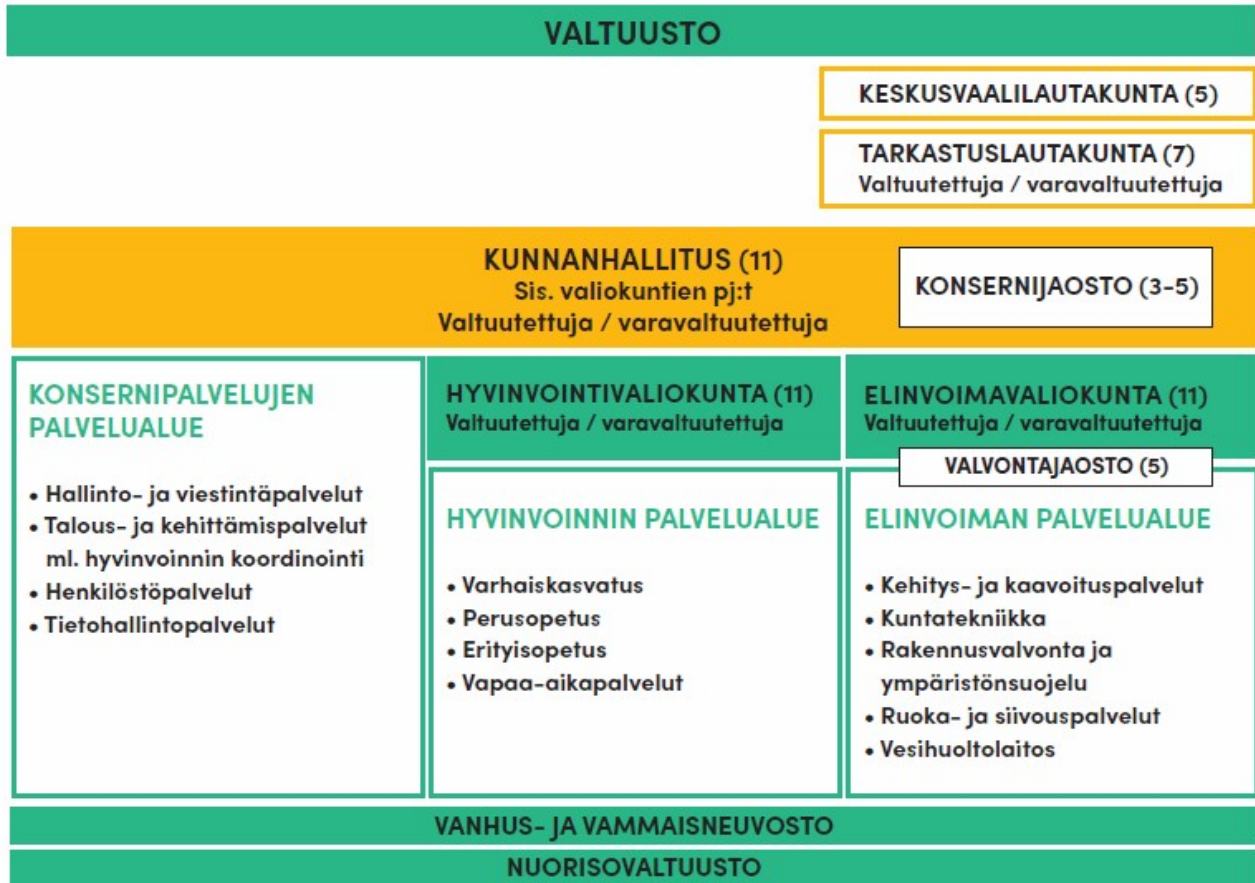 VALTUUSTO
KESKUSVAALILAUTAKUNTA (5)
TARKASTUSLAUTAKUNTA (7)
Valtuutettuja / varavaltuutettuja
KUNNANHALLITUS (11)
Sis. valiokuntien pj:t
Valtuutettuja / varavaltuutettuja
KONSERNIJAOSTO (3-5)
KONSERNIPALVELUJEN
PALVELUALUE
• Hallinto- ja viestintäpalvelut
• Talous- ja kehittämispalvelut
ml. hyvinvoinnin koordinointi
• Henkilöstöpalvelut
• Tietohallintopalvelut
HYVINVOINTIVALIOKUNTA (11)
Valtuutettuja / varavaltuutettuja
HYVINVOINNIN PALVELUALUE
• Varhaiskasvatus
• Perusopetus
• Erityisopetus
• Vapaa-aikapalvelut
ELINVOIMAVALIOKUNTA (11)
Valtuutettuja / varavaltuutettuja
VALVONTAJAOSTO (5)
ELINVOIMAN PALVELUALUE
• Kehitys- ja kaavoituspalvelut
• Kuntatekniikka
• Rakennusvalvonta ja
ympäristönsuojelu
• Ruoka- ja siivouspalvelut
• Vesihuoltolaitos
VANHUS- JA VAMMAISNEUVOSTO
NUORISOVALTUUSTO